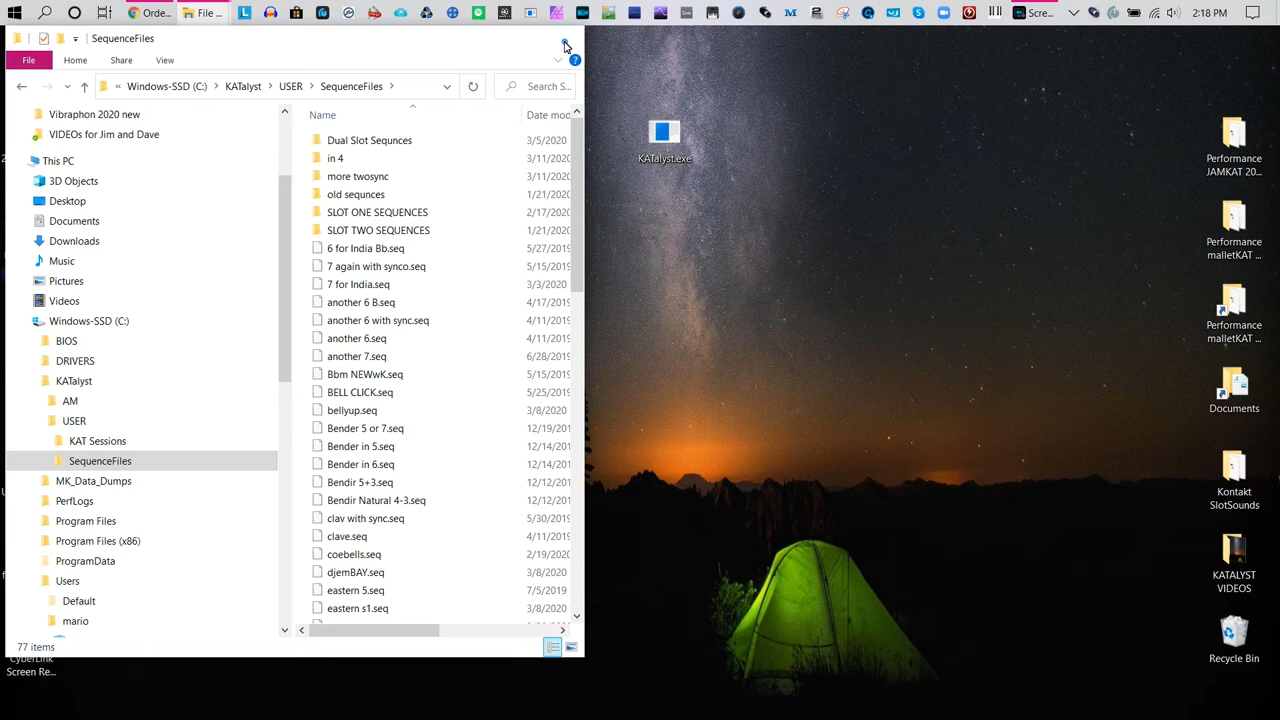 Orde...
File ...
Scre...
2:18 PM
SequenceFiles
File
Home
Share
View
« Windows-SSD (C:) › KATalyst › USER › SequenceFiles ›
Search S...
Vibraphon 2020 new
VIDEOs for Jim and Dave
This PC
3D Objects
Desktop
Documents
Downloads
Music
Pictures
Videos
Windows-SSD (C:)
BIOS
DRIVERS
KATalyst
AM
USER
KAT Sessions
SequenceFiles
MK_Data_Dumps
PerfLogs
Program Files
Program Files (x86)
ProgramData
Users
Default
mario
Name
Date mod
Dual Slot Sequnces 3/5/2020
in 4 3/11/2020
more twosync 3/11/2020
old sequnces 1/21/2020
SLOT ONE SEQUENCES 2/17/2020
SLOT TWO SEQUENCES 1/21/2020
6 for India Bb.seq 5/27/2019
7 again with synco.seq 5/15/2019
7 for India.seq 3/3/2020
another 6 B.seq 4/17/2019
another 6 with sync.seq 4/11/2019
another 6.seq 4/11/2019
another 7.seq 6/28/2019
Bbm NEWwK.seq 5/15/2019
BELL CLICK.seq 5/25/2019
bellyup.seq 3/8/2020
Bender 5 or 7.seq 12/19/201
Bender in 5.seq 12/14/201
Bender in 6.seq 12/14/201
Bendir 5+3.seq 12/12/201
Bendir Natural 4-3.seq 12/12/201
clav with sync.seq 5/30/2019
clave.seq 4/11/2019
coebells.seq 2/19/2020
djemBAY.seq 3/8/2020
eastern 5.seq 7/5/2019
eastern s1.seq 3/8/2020
77 items
CyberLink
Screen Re...
KATalyst.exe
Performance
JAMKAT 20...
Performance
malletKAT ...
Performance
malletKAT ...
Documents
Kontakt
SlotSounds
KATALYST
VIDEOS
Recycle Bin